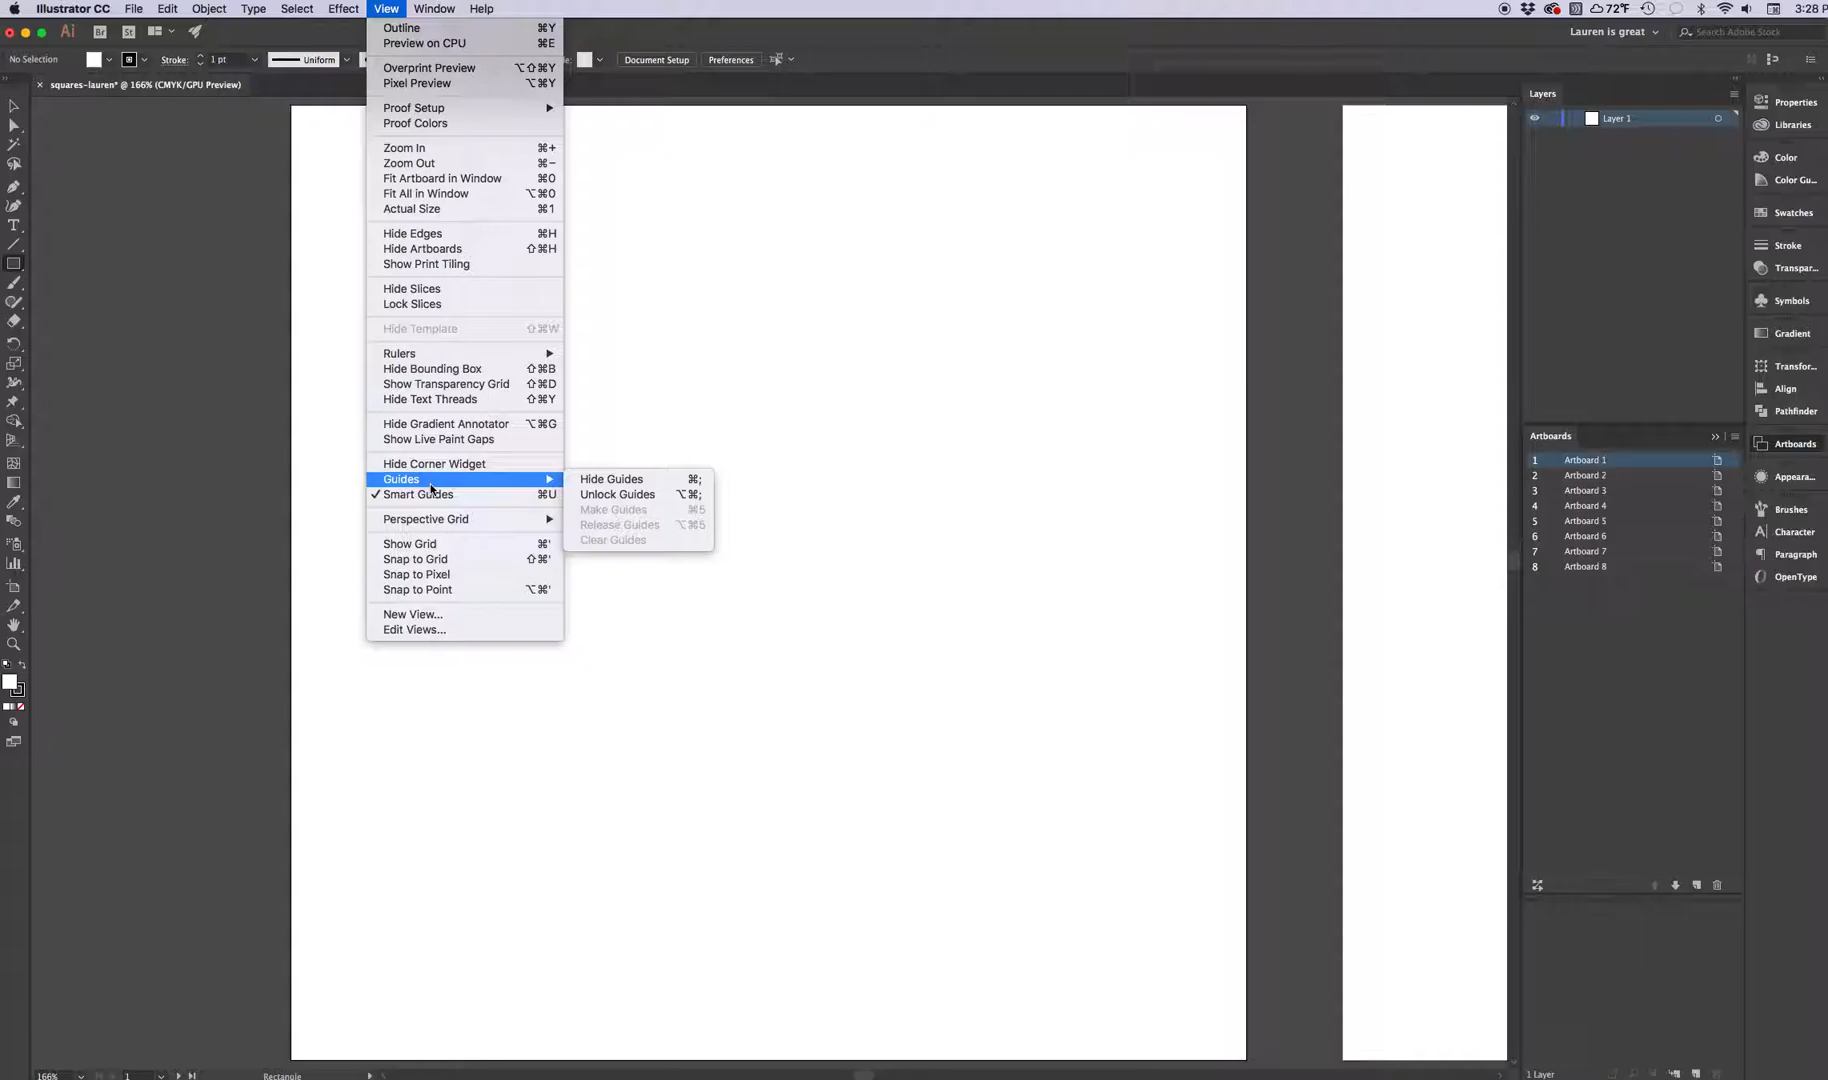 Illustrator CC File Edit Object Type Select Effect View Window Help 72°F 3:28 P
Ai Br St Lauren is great Search Adobe Stock
No Selection Stroke: 1 pt Uniform Document Setup Preferences
× squares-lauren* @ 166% (CMYK/GPU Preview)
Outline ⌘Y
Preview on CPU ⌘E
Overprint Preview ⌥⇧⌘Y
Pixel Preview ⌥⌘Y
Proof Setup
Proof Colors
Zoom In ⌘+
Zoom Out ⌘−
Fit Artboard in Window ⌘0
Fit All in Window ⌥⌘0
Actual Size ⌘1
Hide Edges ⌘H
Hide Artboards ⇧⌘H
Show Print Tiling
Hide Slices
Lock Slices
Hide Template ⇧⌘W
Rulers
Hide Bounding Box ⇧⌘B
Show Transparency Grid ⇧⌘D
Hide Text Threads ⇧⌘Y
Hide Gradient Annotator ⌥⌘G
Show Live Paint Gaps
Hide Corner Widget
Guides
✓ Smart Guides ⌘U
Perspective Grid
Show Grid ⌘'
Snap to Grid ⇧⌘'
Snap to Pixel
Snap to Point ⌥⌘'
New View...
Edit Views...
Hide Guides ⌘;
Unlock Guides ⌥⌘;
Make Guides ⌘5
Release Guides ⌥⌘5
Clear Guides
Layers
Layer 1
Artboards
1 Artboard 1
2 Artboard 2
3 Artboard 3
4 Artboard 4
5 Artboard 5
6 Artboard 6
7 Artboard 7
8 Artboard 8
1 Layer
Properties
Libraries
Color
Color Gu...
Swatches
Stroke
Transpar...
Symbols
Gradient
Transfor...
Align
Pathfinder
Artboards
Appeara...
Brushes
Character
Paragraph
OpenType
166% 1 Rectangle